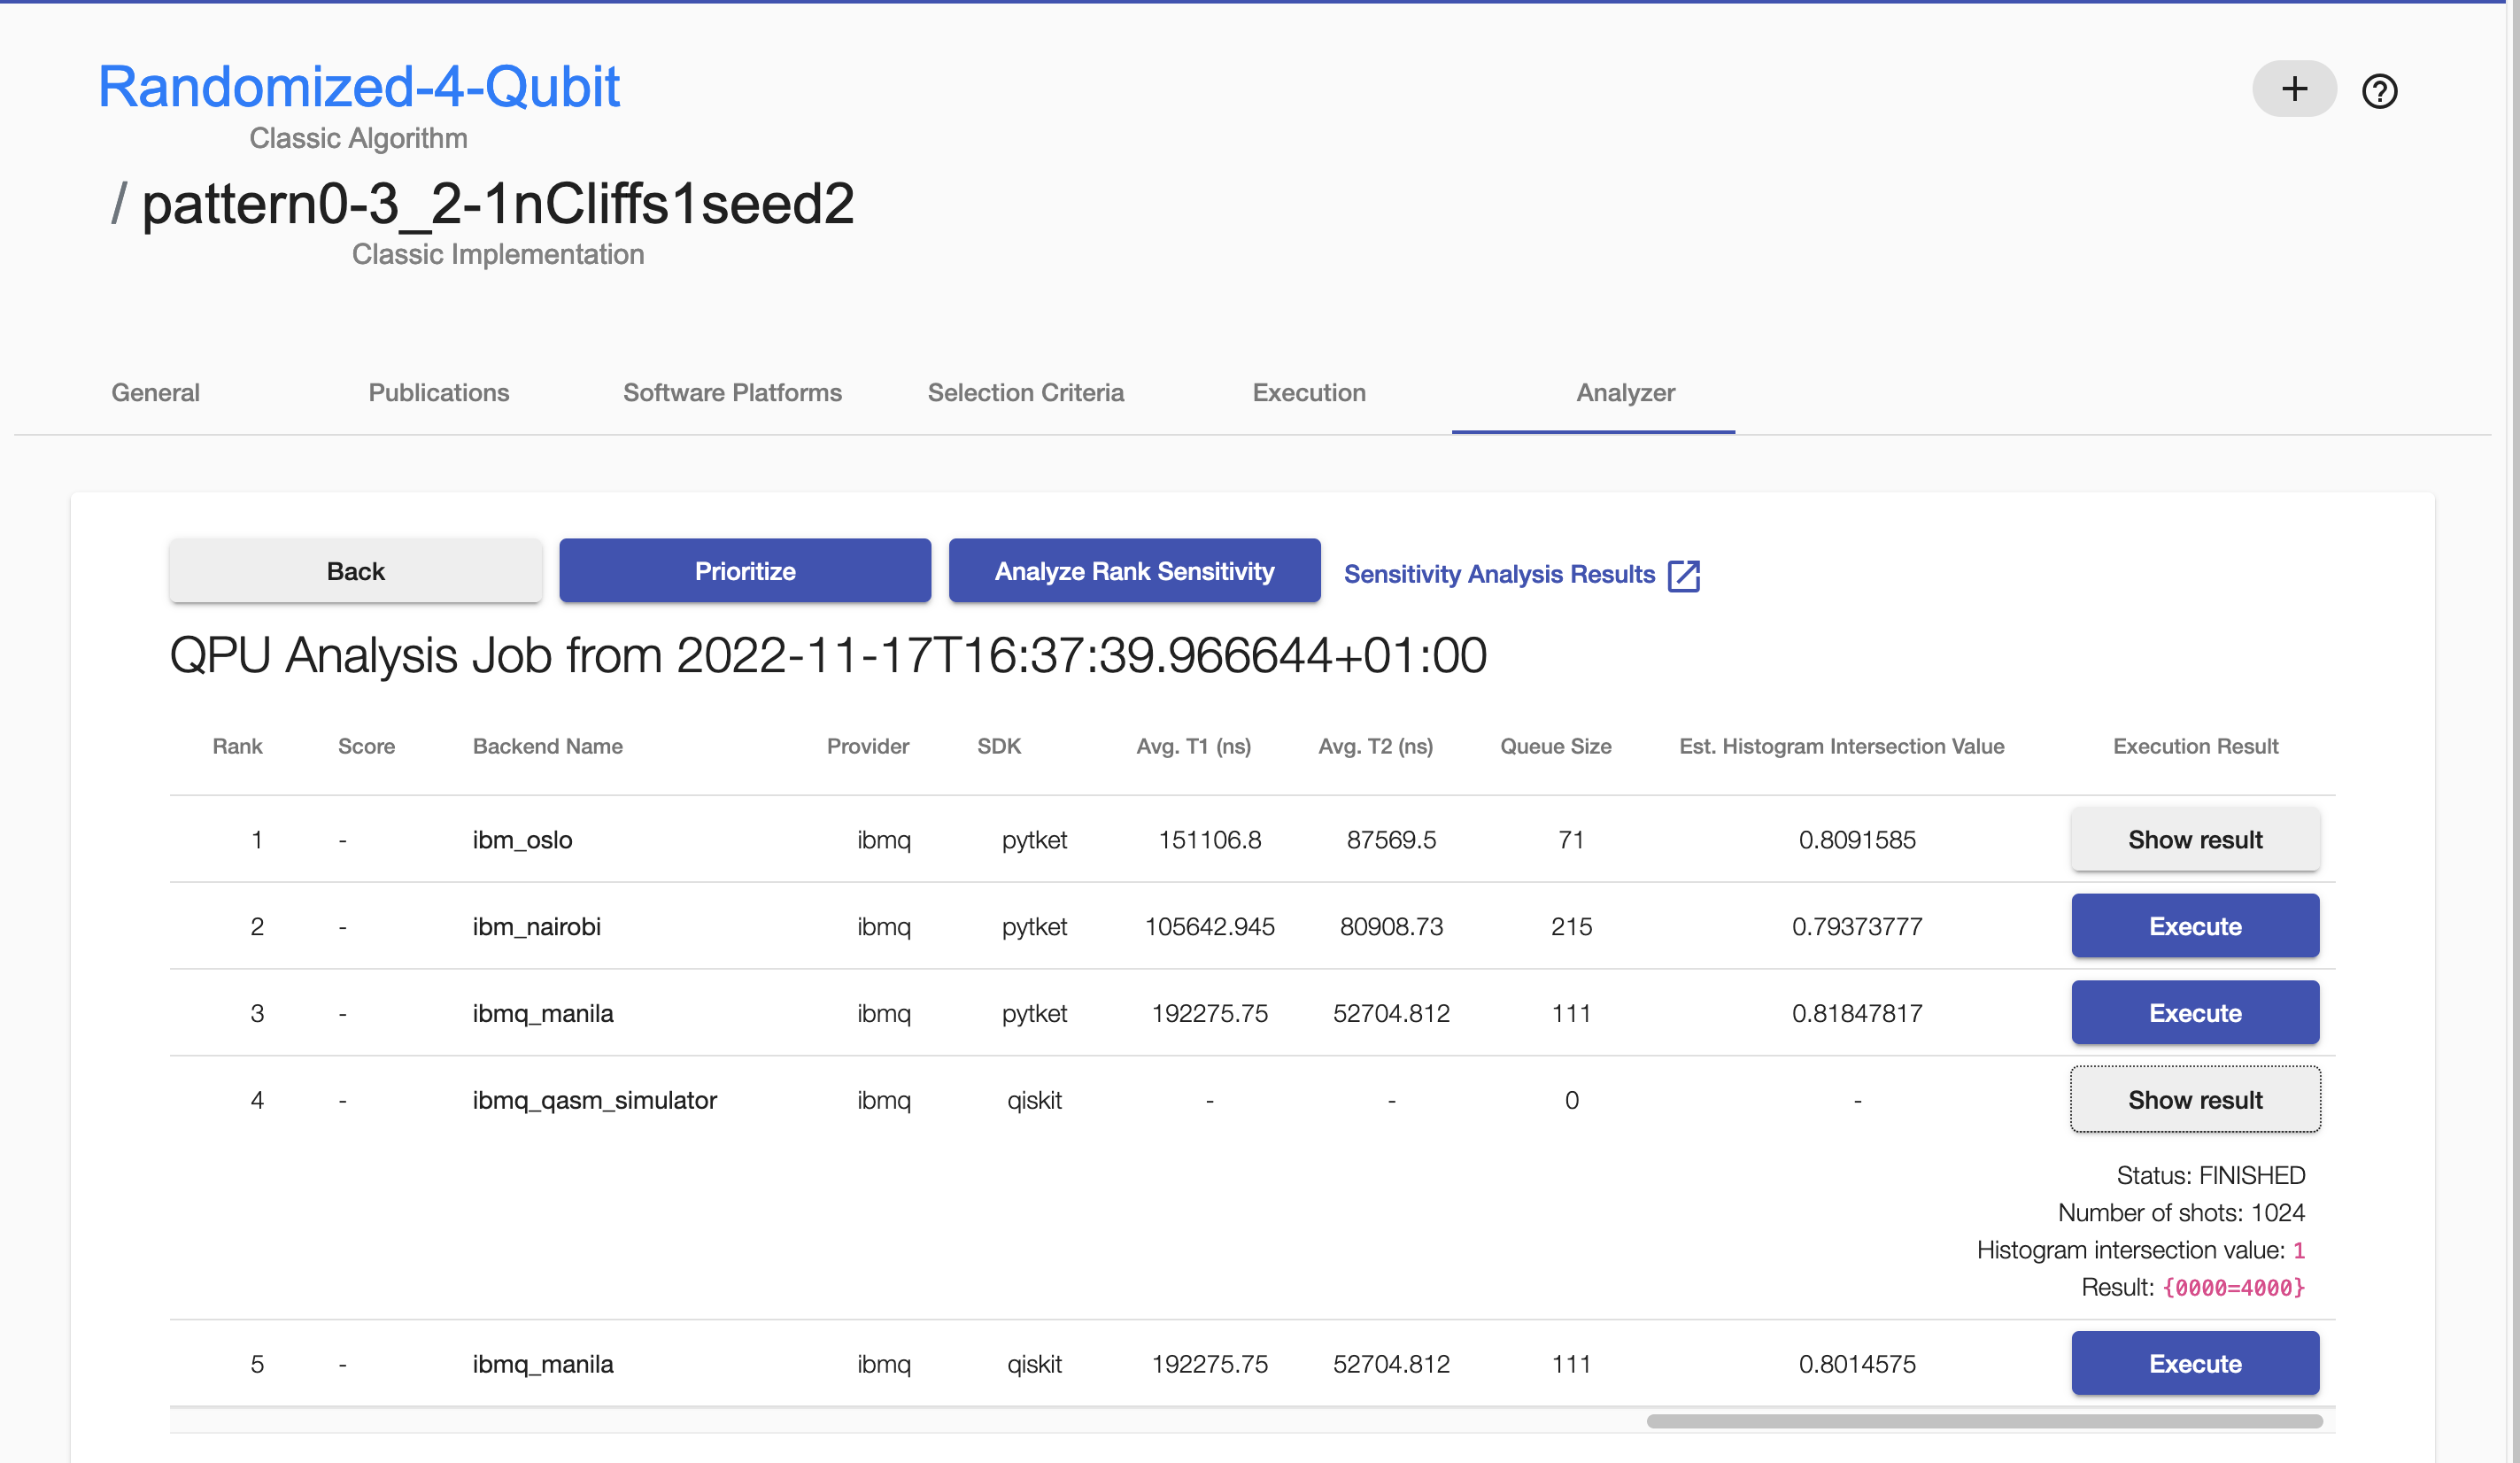 Randomized-4-Qubit
Classic Algorithm
/ pattern0-3_2-1nCliffs1seed2
Classic Implementation
General Publications Software Platforms Selection Criteria Execution Analyzer
Back Prioritize Analyze Rank Sensitivity Sensitivity Analysis Results
QPU Analysis Job from 2022-11-17T16:37:39.966644+01:00
Rank Score Backend Name Provider SDK Avg. T1 (ns) Avg. T2 (ns) Queue Size Est. Histogram Intersection Value Execution Result
1 - ibm_oslo ibmq pytket 151106.8 87569.5 71 0.8091585 Show result
2 - ibm_nairobi ibmq pytket 105642.945 80908.73 215 0.79373777 Execute
3 - ibmq_manila ibmq pytket 192275.75 52704.812 111 0.81847817 Execute
4 - ibmq_qasm_simulator ibmq qiskit - - 0 - Show result
Status: FINISHED
Number of shots: 1024
Histogram intersection value: 1
Result: {0000=4000}
5 - ibmq_manila ibmq qiskit 192275.75 52704.812 111 0.8014575 Execute